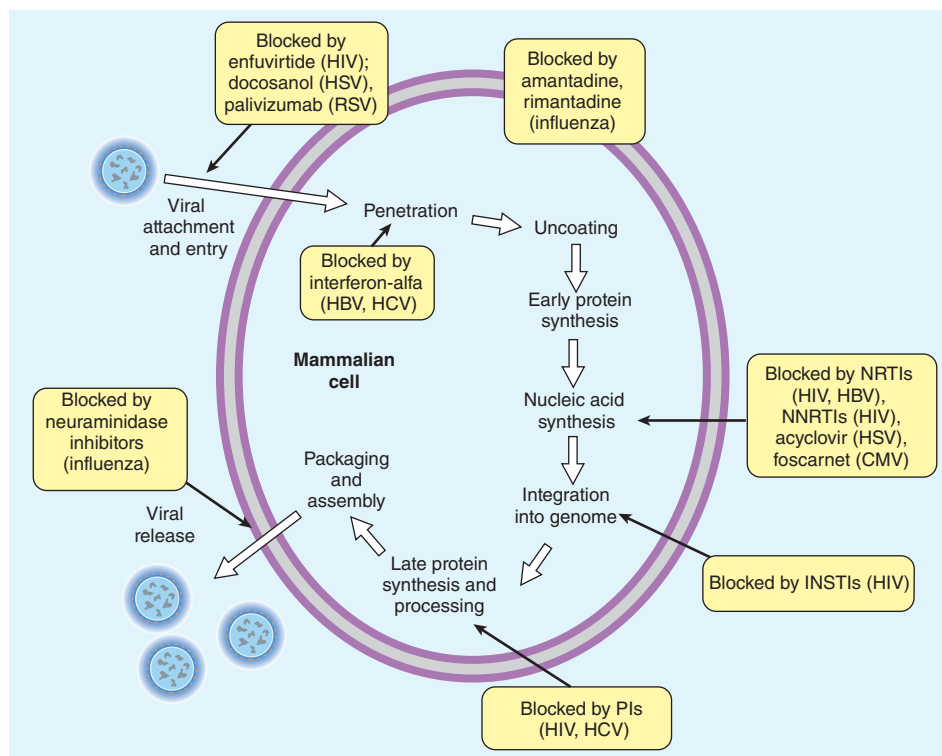 Blocked by
enfuvirtide (HIV);
docosanol (HSV),
palivizumab (RSV)
Blocked by
amantadine,
rimantadine
(influenza)
Viral
attachment
and entry
Penetration
Uncoating
Blocked by
interferon-alfa
(HBV, HCV)
Early protein
synthesis
Mammalian
cell
Nucleic acid
synthesis
Blocked by NRTIs
(HIV, HBV),
NNRTIs (HIV),
acyclovir (HSV),
foscarnet (CMV)
Blocked by
neuraminidase
inhibitors
(influenza)
Packaging
and
assembly
Integration
into genome
Viral
release
Late protein
synthesis and
processing
Blocked by INSTIs (HIV)
Blocked by PIs
(HIV, HCV)